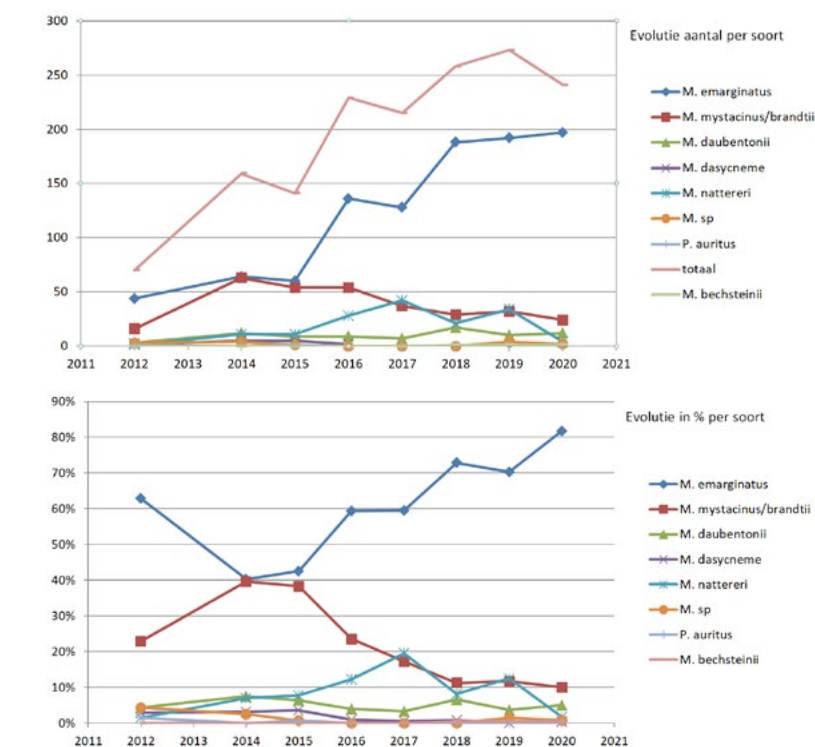 Evolutie aantal per soort
300
250
200
150
100
50
0
2011 2012 2013 2014 2015 2016 2017 2018 2019 2020 2021
M. emarginatus
M. mystacinus/brandtii
M. daubentonii
M. dasycneme
M. nattereri
M. sp
P. auritus
totaal
M. bechsteinii
Evolutie in % per soort
90%
80%
70%
60%
50%
40%
30%
20%
10%
0%
2011 2012 2013 2014 2015 2016 2017 2018 2019 2020 2021
M. emarginatus
M. mystacinus/brandtii
M. daubentonii
M. dasycneme
M. nattereri
M. sp
P. auritus
M. bechsteinii